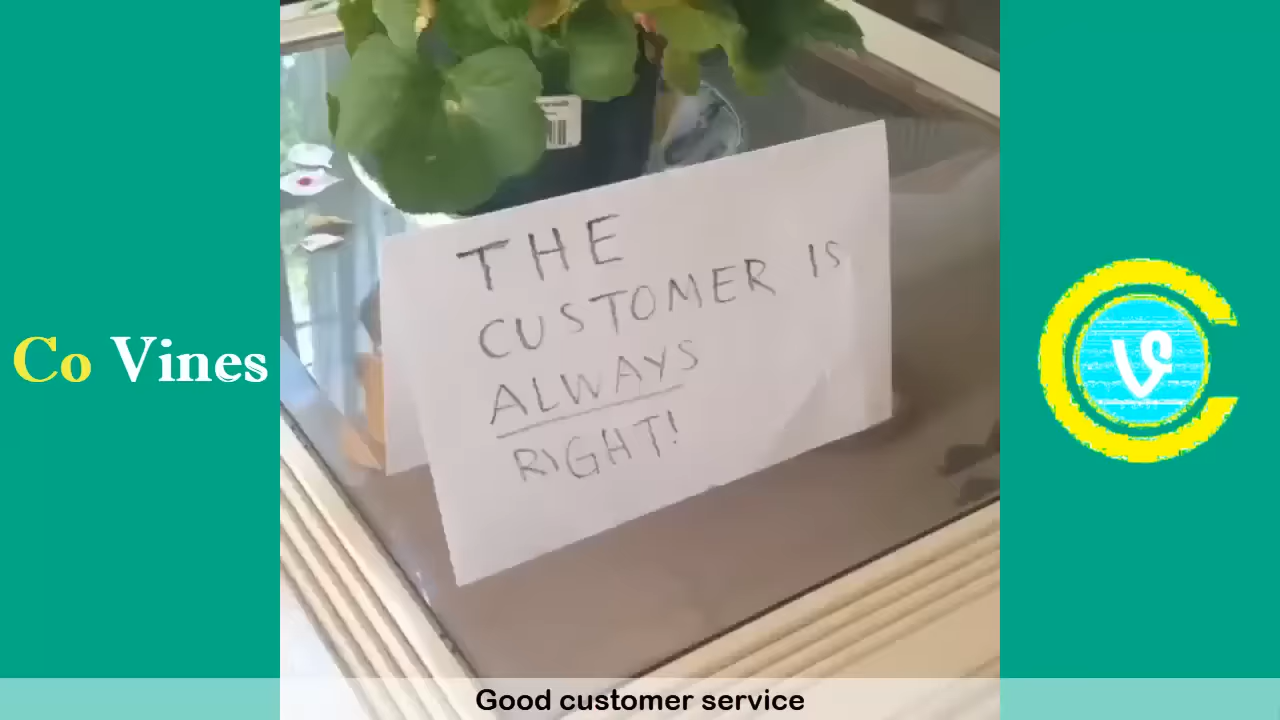 THE
CUSTOMER IS
ALWAYS
RIGHT!
Co Vines
Good customer service